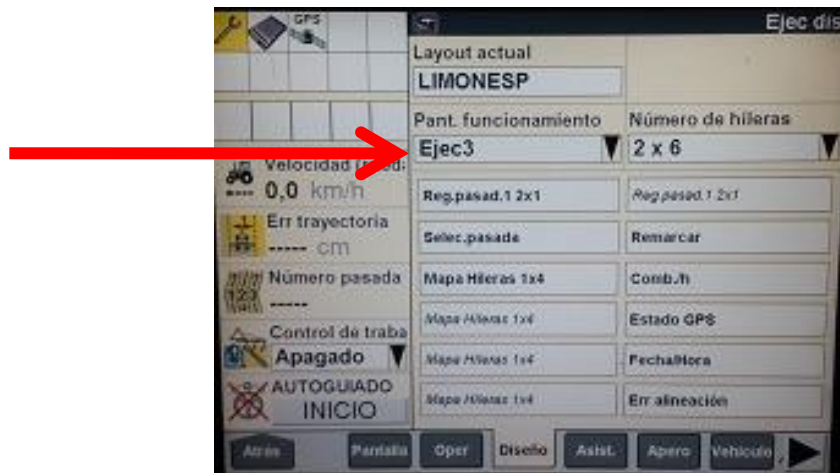 GPS
Ejec dis
Layout actual
LIMONESP
Pant. funcionamiento
Número de hileras
Ejec3
2 x 6
Velocidad
0,0 km/h
Reg.pasad.1 2x1
Reg.pasad.1 2x1
Err trayectoria
----- cm
Selec.pasada
Remarcar
Número pasada
-----
Mapa Hileras 1x4
Comb./h
Mapa Hileras 1x4
Estado GPS
Control de traba
Apagado
Mapa Hileras 1x4
Fecha/Hora
AUTOGUIADO
INICIO
Mapa Hileras 1x4
Err alineación
Atrás
Pantalla
Oper
Diseño
Asist.
Apero
Vehículo